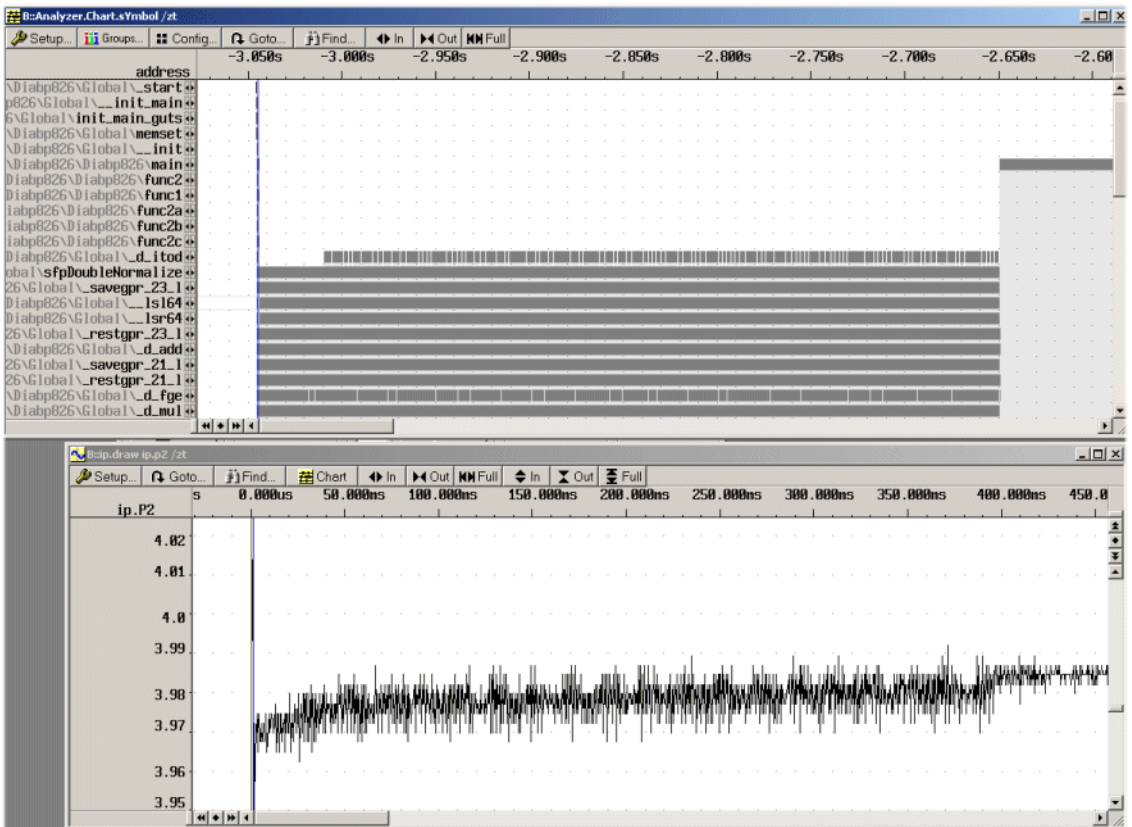 B::Analyzer.Chart.sYmbol /zt
Setup... Groups... Config... Goto... Find... In Out Full
-3.050s -3.000s -2.950s -2.900s -2.850s -2.800s -2.750s -2.700s -2.650s -2.60
address
\Diabp826\Global\_start
p826\Global\__init_main
6\Global\init_main_guts
\Diabp826\Global\memset
\Diabp826\Global\__init
\Diabp826\Diabp826\main
Diabp826\Diabp826\func2
Diabp826\Diabp826\func1
iabp826\Diabp826\func2a
iabp826\Diabp826\func2b
iabp826\Diabp826\func2c
Diabp826\Global\_d_itod
obal\sfpDoubleNormalize
26\Global\_savegpr_23_l
Diabp826\Global\__lsl64
Diabp826\Global\__lsr64
26\Global\_restgpr_23_l
\Diabp826\Global\_d_add
26\Global\_savegpr_21_l
26\Global\_restgpr_21_l
\Diabp826\Global\_d_fge
\Diabp826\Global\_d_mul
B::ip.draw ip.p2 /zt
Setup... Goto... Find... Chart In Out Full In Out Full
s 0.000us 50.000ms 100.000ms 150.000ms 200.000ms 250.000ms 300.000ms 350.000ms 400.000ms 450.0
ip.P2
4.02
4.01
4.0
3.99
3.98
3.97
3.96
3.95